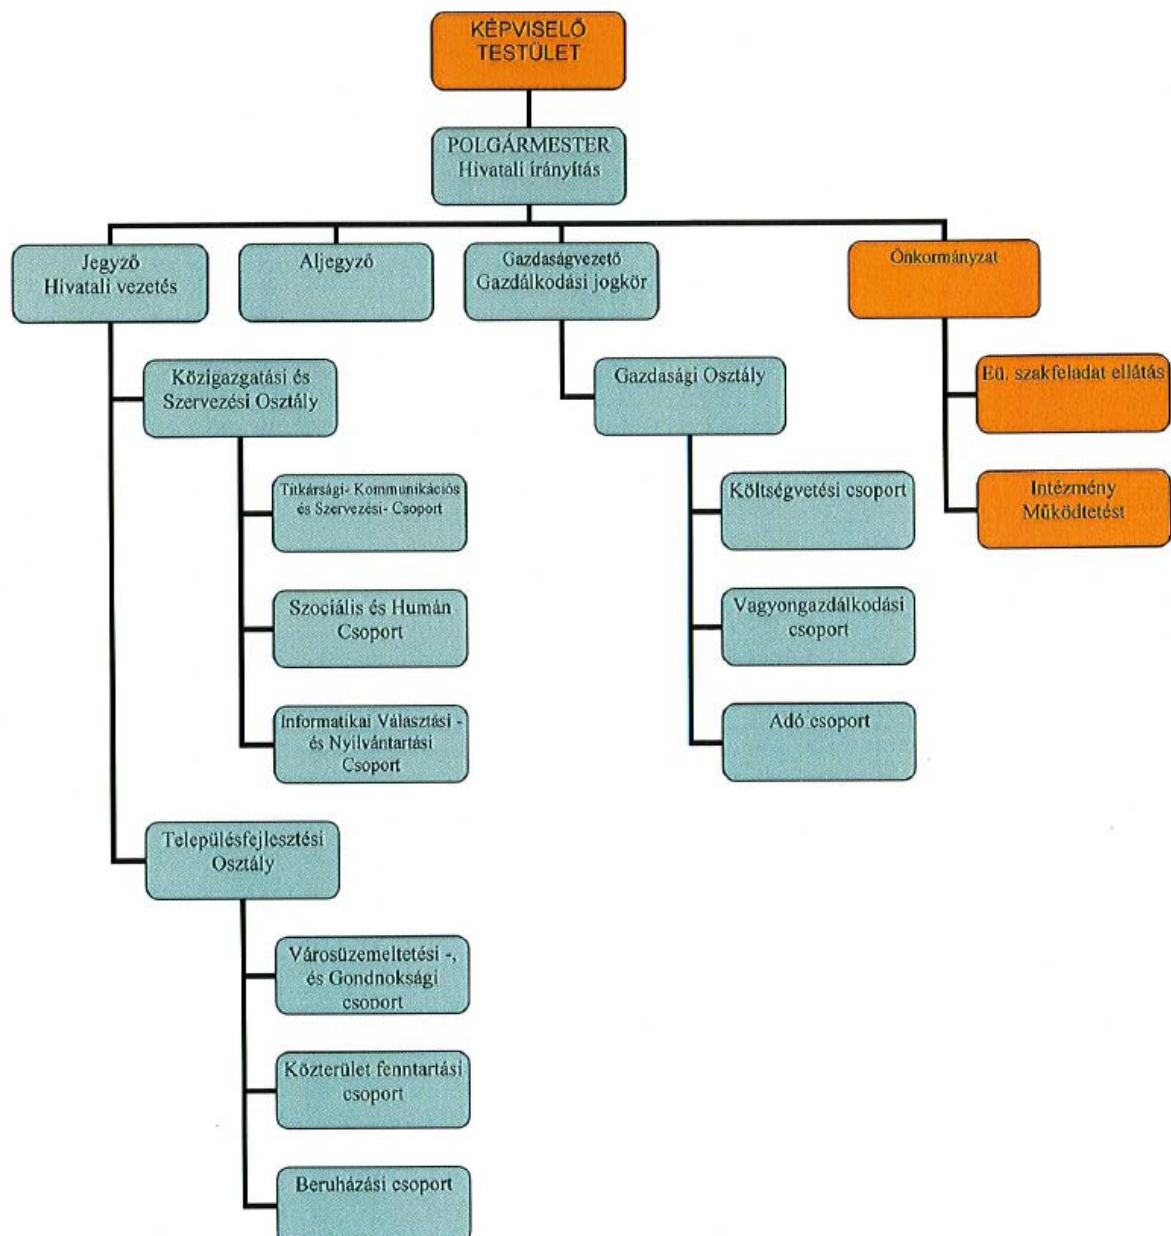 KÉPVISELŐ
TESTÜLET
POLGÁRMESTER
Hivatali írányítás
Jegyző
Hivatali vezetés
Aljegyző
Gazdaságvezető
Gazdálkodási jogkör
Önkormányzat
Közigazgatási és
Szervezési Osztály
Gazdasági Osztály
Eü. szakfeladat ellátás
Titkársági- Kommunikációs
és Szervezési- Csoport
Költségvetési csoport
Intézmény
Működtetést
Szociális és Humán
Csoport
Vagyongazdálkodási
csoport
Informatikai Választási -
és Nyilvántartási
Csoport
Adó csoport
Településfejlesztési
Osztály
Városüzemeltetési -,
és Gondnoksági
csoport
Közterület fenntartási
csoport
Beruházási csoport